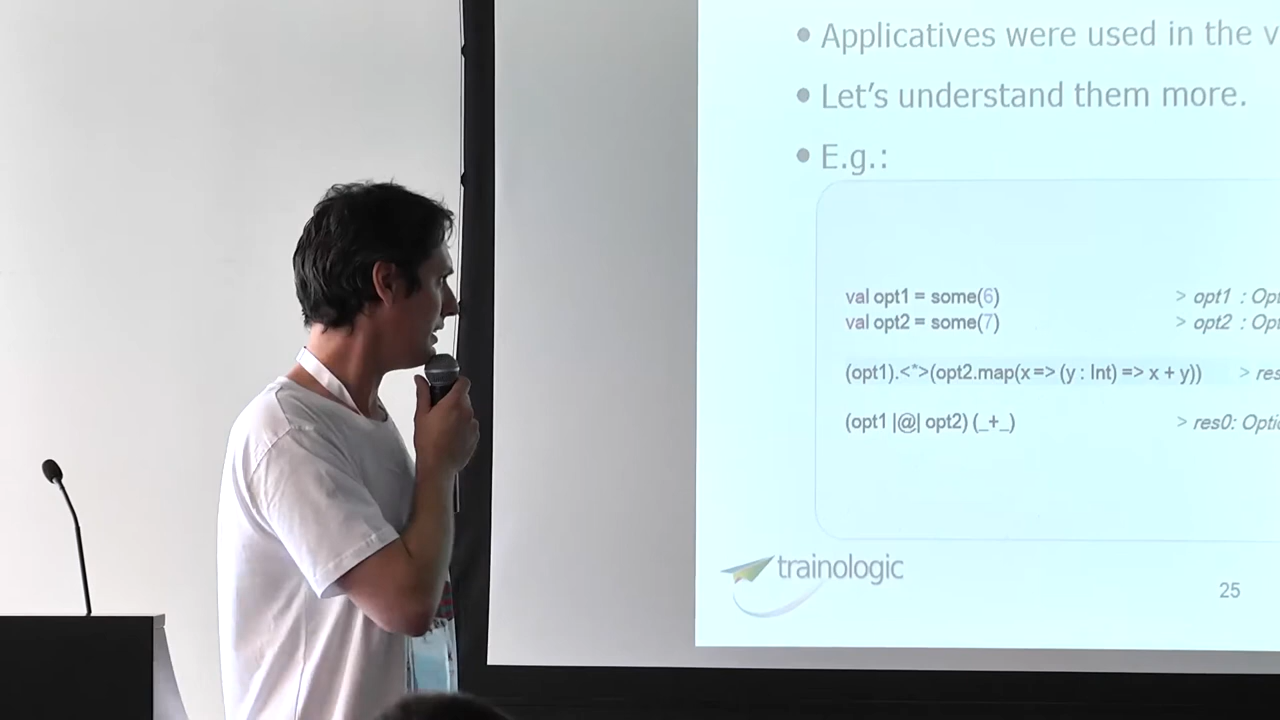 • Applicatives were used in the
• Let's understand them more.
• E.g.:
val opt1 = some(6) > opt1 : Opt
val opt2 = some(7) > opt2 : Opt
(opt1).<*>(opt2.map(x => (y : Int) => x + y)) > res
(opt1 |@| opt2) (_+_) > res0: Optio
trainologic
25